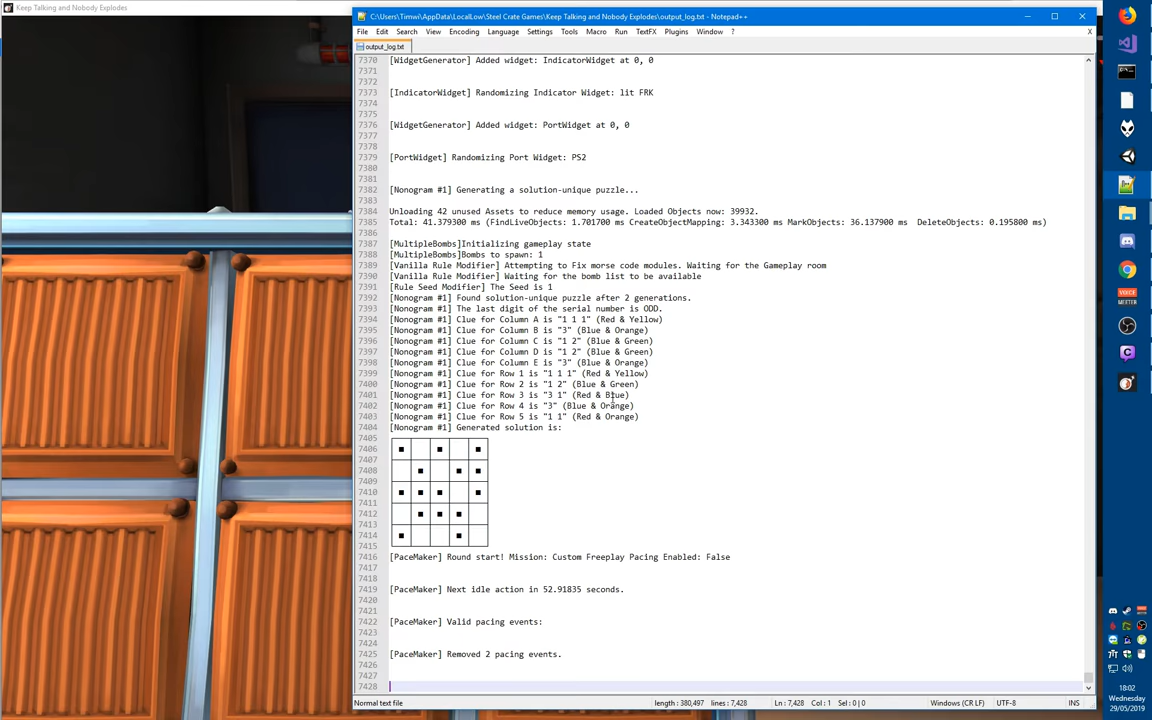 Keep Talking and Nobody Explodes
C:\Users\Timwi\AppData\LocalLow\Steel Crate Games\Keep Talking and Nobody Explodes\output_log.txt - Notepad++
File Edit Search View Encoding Language Settings Tools Macro Run TextFX Plugins Window ? X
output_log.txt
7370 [WidgetGenerator] Added widget: IndicatorWidget at 0, 0
7371
7372
7373 [IndicatorWidget] Randomizing Indicator Widget: lit FRK
7374
7375
7376 [WidgetGenerator] Added widget: PortWidget at 0, 0
7377
7378
7379 [PortWidget] Randomizing Port Widget: PS2
7380
7381
7382 [Nonogram #1] Generating a solution-unique puzzle...
7383
7384 Unloading 42 unused Assets to reduce memory usage. Loaded Objects now: 39932.
7385 Total: 41.379300 ms (FindLiveObjects: 1.701700 ms CreateObjectMapping: 3.343300 ms MarkObjects: 36.137900 ms  DeleteObjects: 0.195800 ms)
7386
7387 [MultipleBombs]Initializing gameplay state
7388 [MultipleBombs]Bombs to spawn: 1
7389 [Vanilla Rule Modifier] Attempting to Fix morse code modules. Waiting for the Gameplay room
7390 [Vanilla Rule Modifier] Waiting for the bomb list to be available
7391 [Rule Seed Modifier] The Seed is 1
7392 [Nonogram #1] Found solution-unique puzzle after 2 generations.
7393 [Nonogram #1] The last digit of the serial number is ODD.
7394 [Nonogram #1] Clue for Column A is "1 1 1" (Red & Yellow)
7395 [Nonogram #1] Clue for Column B is "3" (Blue & Orange)
7396 [Nonogram #1] Clue for Column C is "1 2" (Blue & Green)
7397 [Nonogram #1] Clue for Column D is "1 2" (Blue & Green)
7398 [Nonogram #1] Clue for Column E is "3" (Blue & Orange)
7399 [Nonogram #1] Clue for Row 1 is "1 1 1" (Red & Yellow)
7400 [Nonogram #1] Clue for Row 2 is "1 2" (Blue & Green)
7401 [Nonogram #1] Clue for Row 3 is "3 1" (Red & Blue)
7402 [Nonogram #1] Clue for Row 4 is "3" (Blue & Orange)
7403 [Nonogram #1] Clue for Row 5 is "1 1" (Red & Orange)
7404 [Nonogram #1] Generated solution is:
7405
7406
7407
7408
7409
7410
7411
7412
7413
7414
7415
7416 [PaceMaker] Round start! Mission: Custom Freeplay Pacing Enabled: False
7417
7418
7419 [PaceMaker] Next idle action in 52.91835 seconds.
7420
7421
7422 [PaceMaker] Valid pacing events:
7423
7424
7425 [PaceMaker] Removed 2 pacing events.
7426
7427
7428
Normal text file length : 380,497 lines : 7,428 Ln : 7,428 Col : 1 Sel : 0 | 0 Windows (CR LF) UTF-8 INS
VOICE
MEETER
18:02
Wednesday
29/05/2019